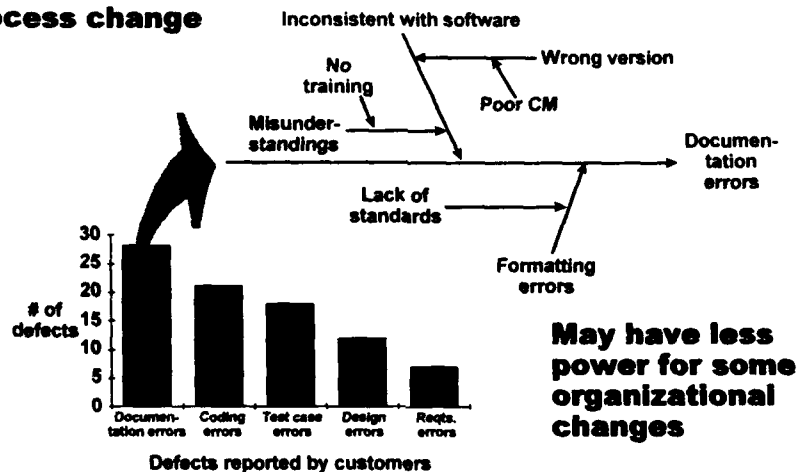 ocess change
Inconsistent with software
Wrong version
No
training
Poor CM
Misunder-
standings
Documen-
tation
errors
Lack of
standards
Formatting
errors
30
25
20
15
10
5
0
# of
defects
Documen-
tation errors
Coding
errors
Test case
errors
Design
errors
Reqts.
errors
Defects reported by customers
May have less
power for some
organizational
changes